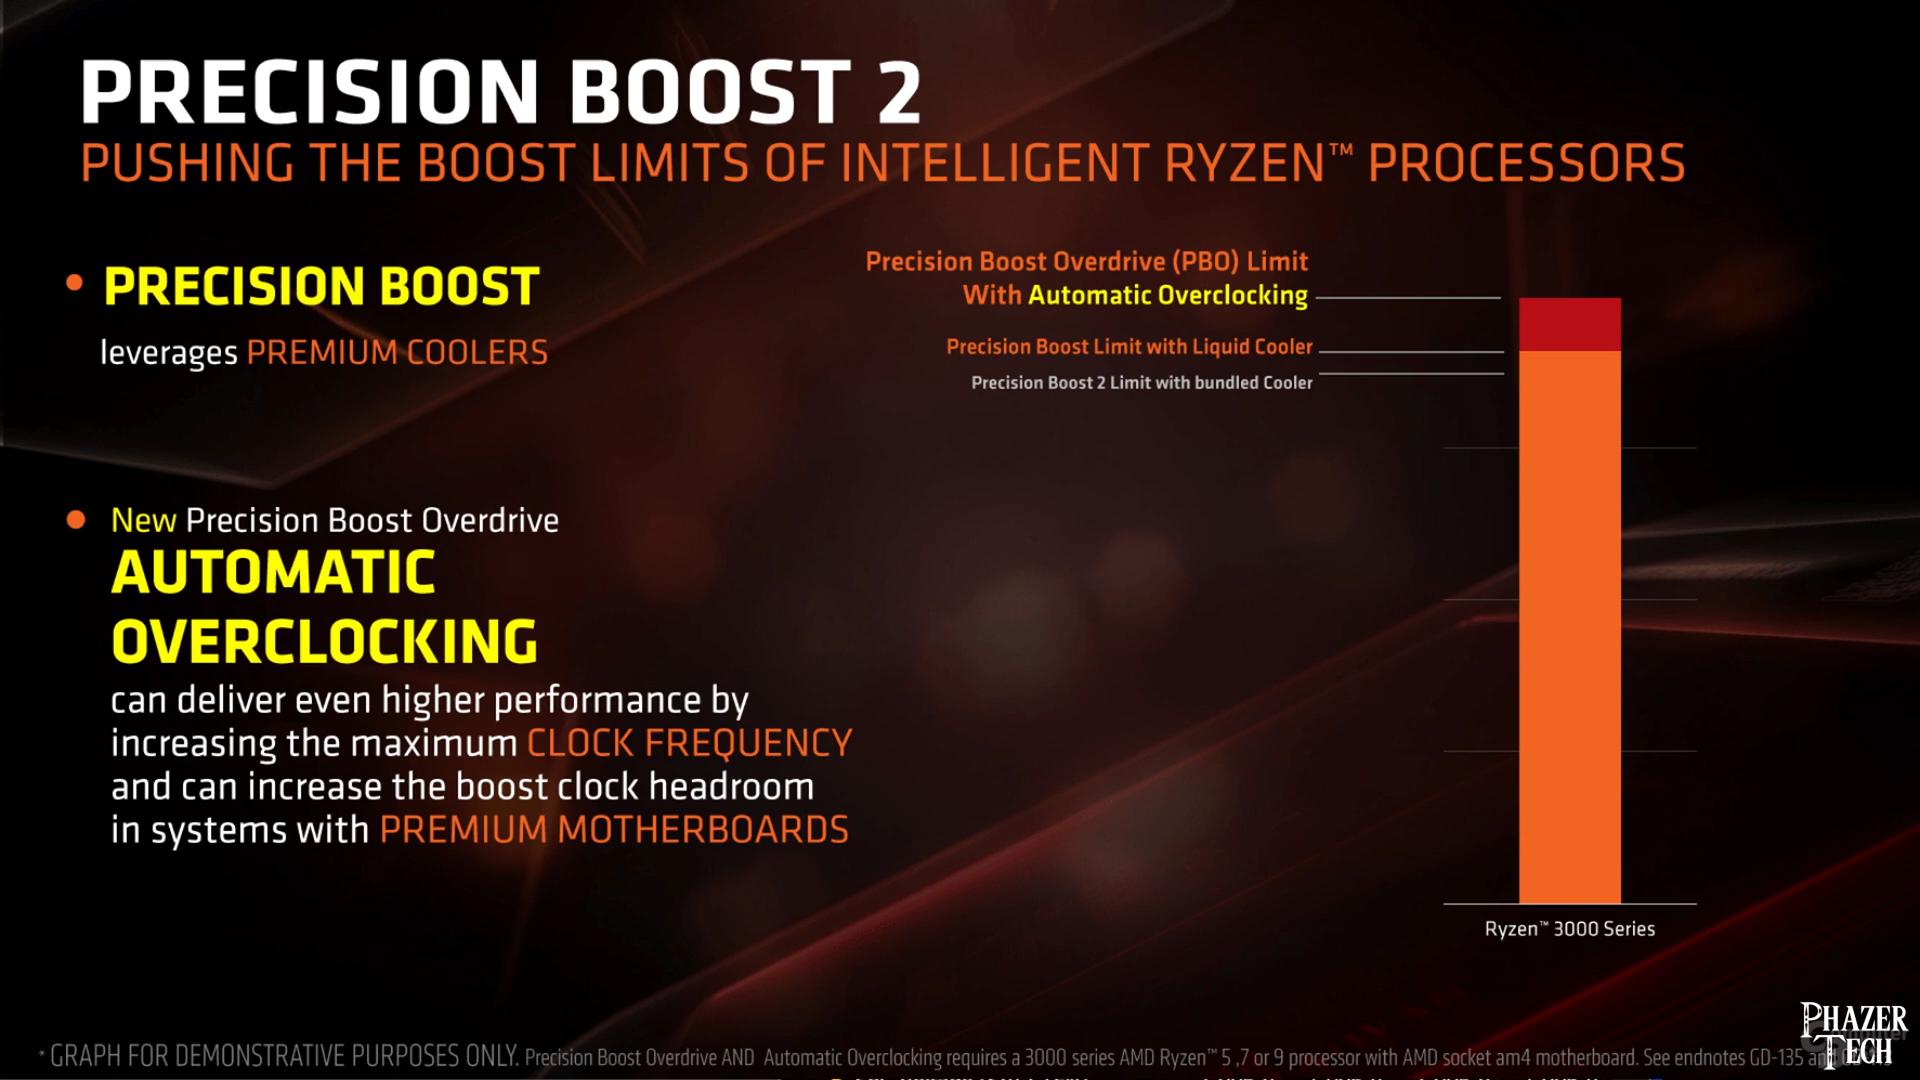 PRECISION BOOST 2
PUSHING THE BOOST LIMITS OF INTELLIGENT RYZEN™ PROCESSORS
• PRECISION BOOST
leverages PREMIUM COOLERS
• New Precision Boost Overdrive
AUTOMATIC
OVERCLOCKING
can deliver even higher performance by
increasing the maximum CLOCK FREQUENCY
and can increase the boost clock headroom
in systems with PREMIUM MOTHERBOARDS
Precision Boost Overdrive (PBO) Limit
With Automatic Overclocking
Precision Boost Limit with Liquid Cooler
Precision Boost 2 Limit with bundled Cooler
Ryzen™ 3000 Series
* GRAPH FOR DEMONSTRATIVE PURPOSES ONLY. Precision Boost Overdrive AND Automatic Overclocking requires a 3000 series AMD Ryzen™ 5 ,7 or 9 processor with AMD socket am4 motherboard. See endnotes GD-135 and
PHAZER
TECH